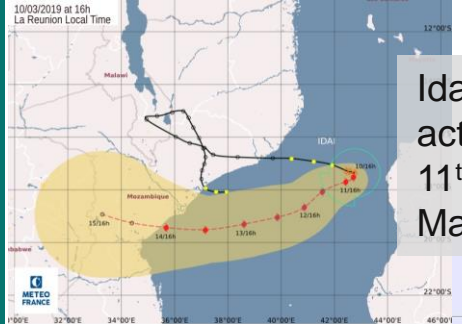 10/03/2019 at 16h
La Reunion Local Time
12°00'S
Malawi
IDAI
10/16h
11/16h
Mozambique
12/16h
13/16h
14/16h
15/16h
20°00'S
22°00'S
METEO
FRANCE
32°00'E
34°00'E
36°00'E
38°00'E
40°00'E
42°00'E
44°00'E
46°00'E
Ida
act
11t
Ma